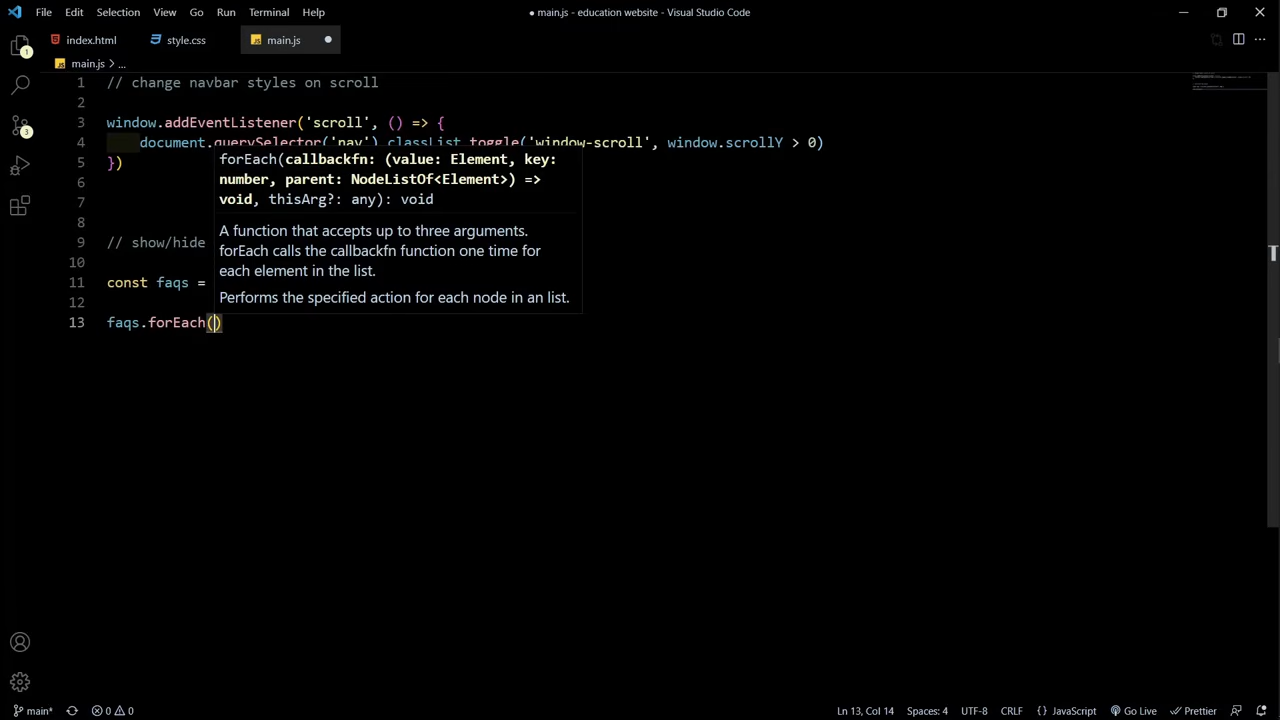 File Edit Selection View Go Run Terminal Help
● main.js - education website - Visual Studio Code
index.html style.css main.js
main.js > ...
1 // change navbar styles on scroll
2
3 window.addEventListener('scroll', () => {
4 document.querySelector('nav').classList.toggle('window-scroll', window.scrollY > 0)
5 })
6
7
8
9 // show/hide
10
11 const faqs =
12
13 faqs.forEach()
forEach(callbackfn: (value: Element, key:
number, parent: NodeListOf<Element>) =>
void, thisArg?: any): void
A function that accepts up to three arguments.
forEach calls the callbackfn function one time for
each element in the list.
Performs the specified action for each node in an list.
1
3
main* 0 0 Ln 13, Col 14 Spaces: 4 UTF-8 CRLF {} JavaScript Go Live Prettier